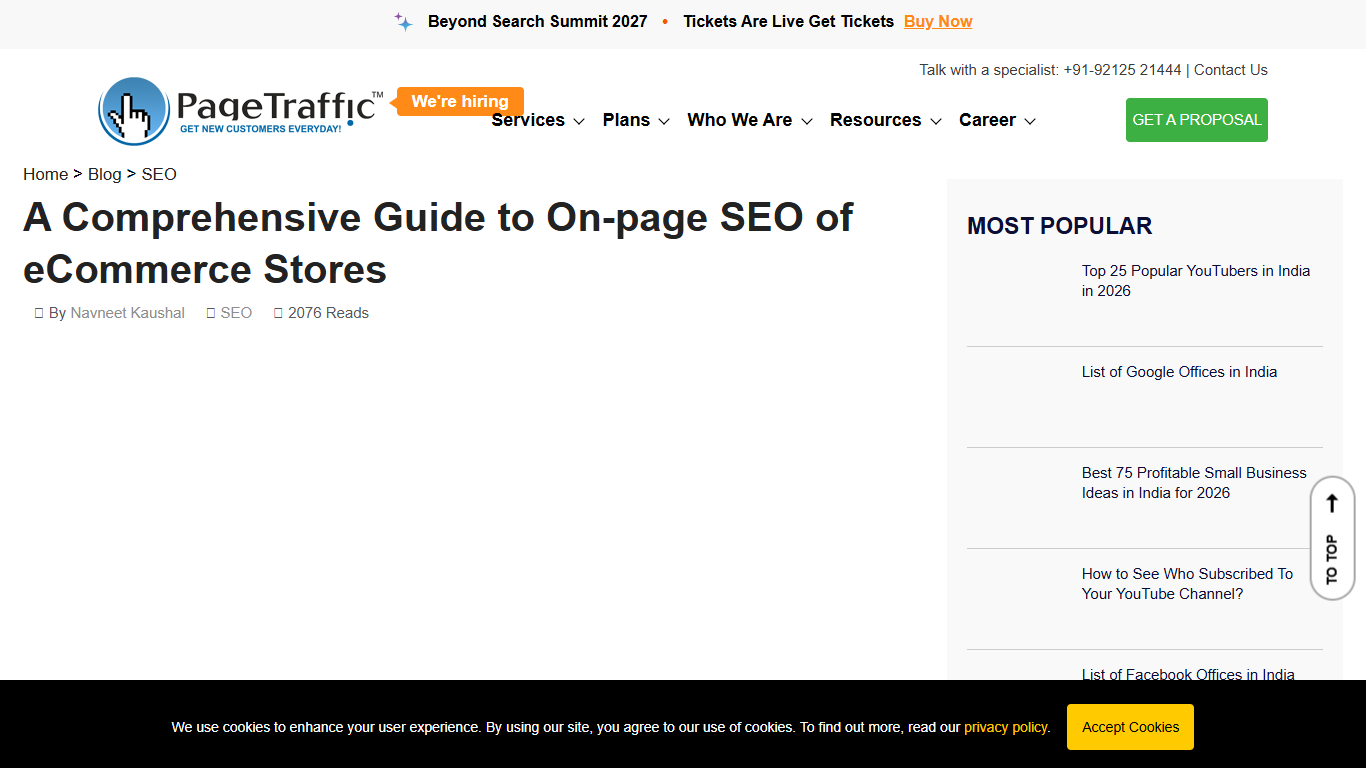 Beyond Search Summit 2027 • Tickets Are Live Get Tickets Buy Now
Talk with a specialist: +91-92125 21444 | Contact Us
PageTraffic™
GET NEW CUSTOMERS EVERYDAY!
We're hiring
Services Plans Who We Are Resources Career
GET A PROPOSAL
Home > Blog > SEO
A Comprehensive Guide to On-page SEO of
eCommerce Stores
By Navneet Kaushal SEO 2076 Reads
MOST POPULAR
Top 25 Popular YouTubers in India
in 2026
List of Google Offices in India
Best 75 Profitable Small Business
Ideas in India for 2026
How to See Who Subscribed To
Your YouTube Channel?
List of Facebook Offices in India
TO TOP
We use cookies to enhance your user experience. By using our site, you agree to our use of cookies. To find out more, read our privacy policy.
Accept Cookies